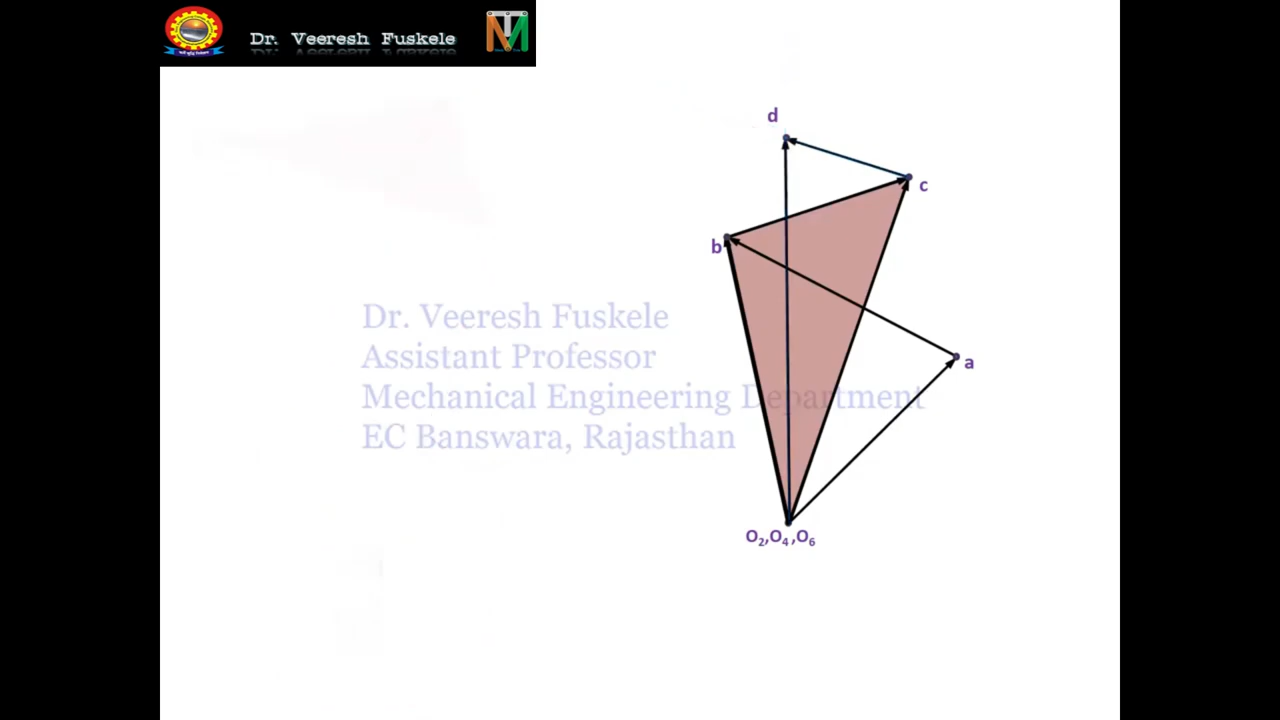 Dr. Veeresh Fuskele
d
c
b
a
Dr. Veeresh Fuskele
Assistant Professor
Mechanical Engineering Department
EC Banswara, Rajasthan
O₂,O₄,O₆